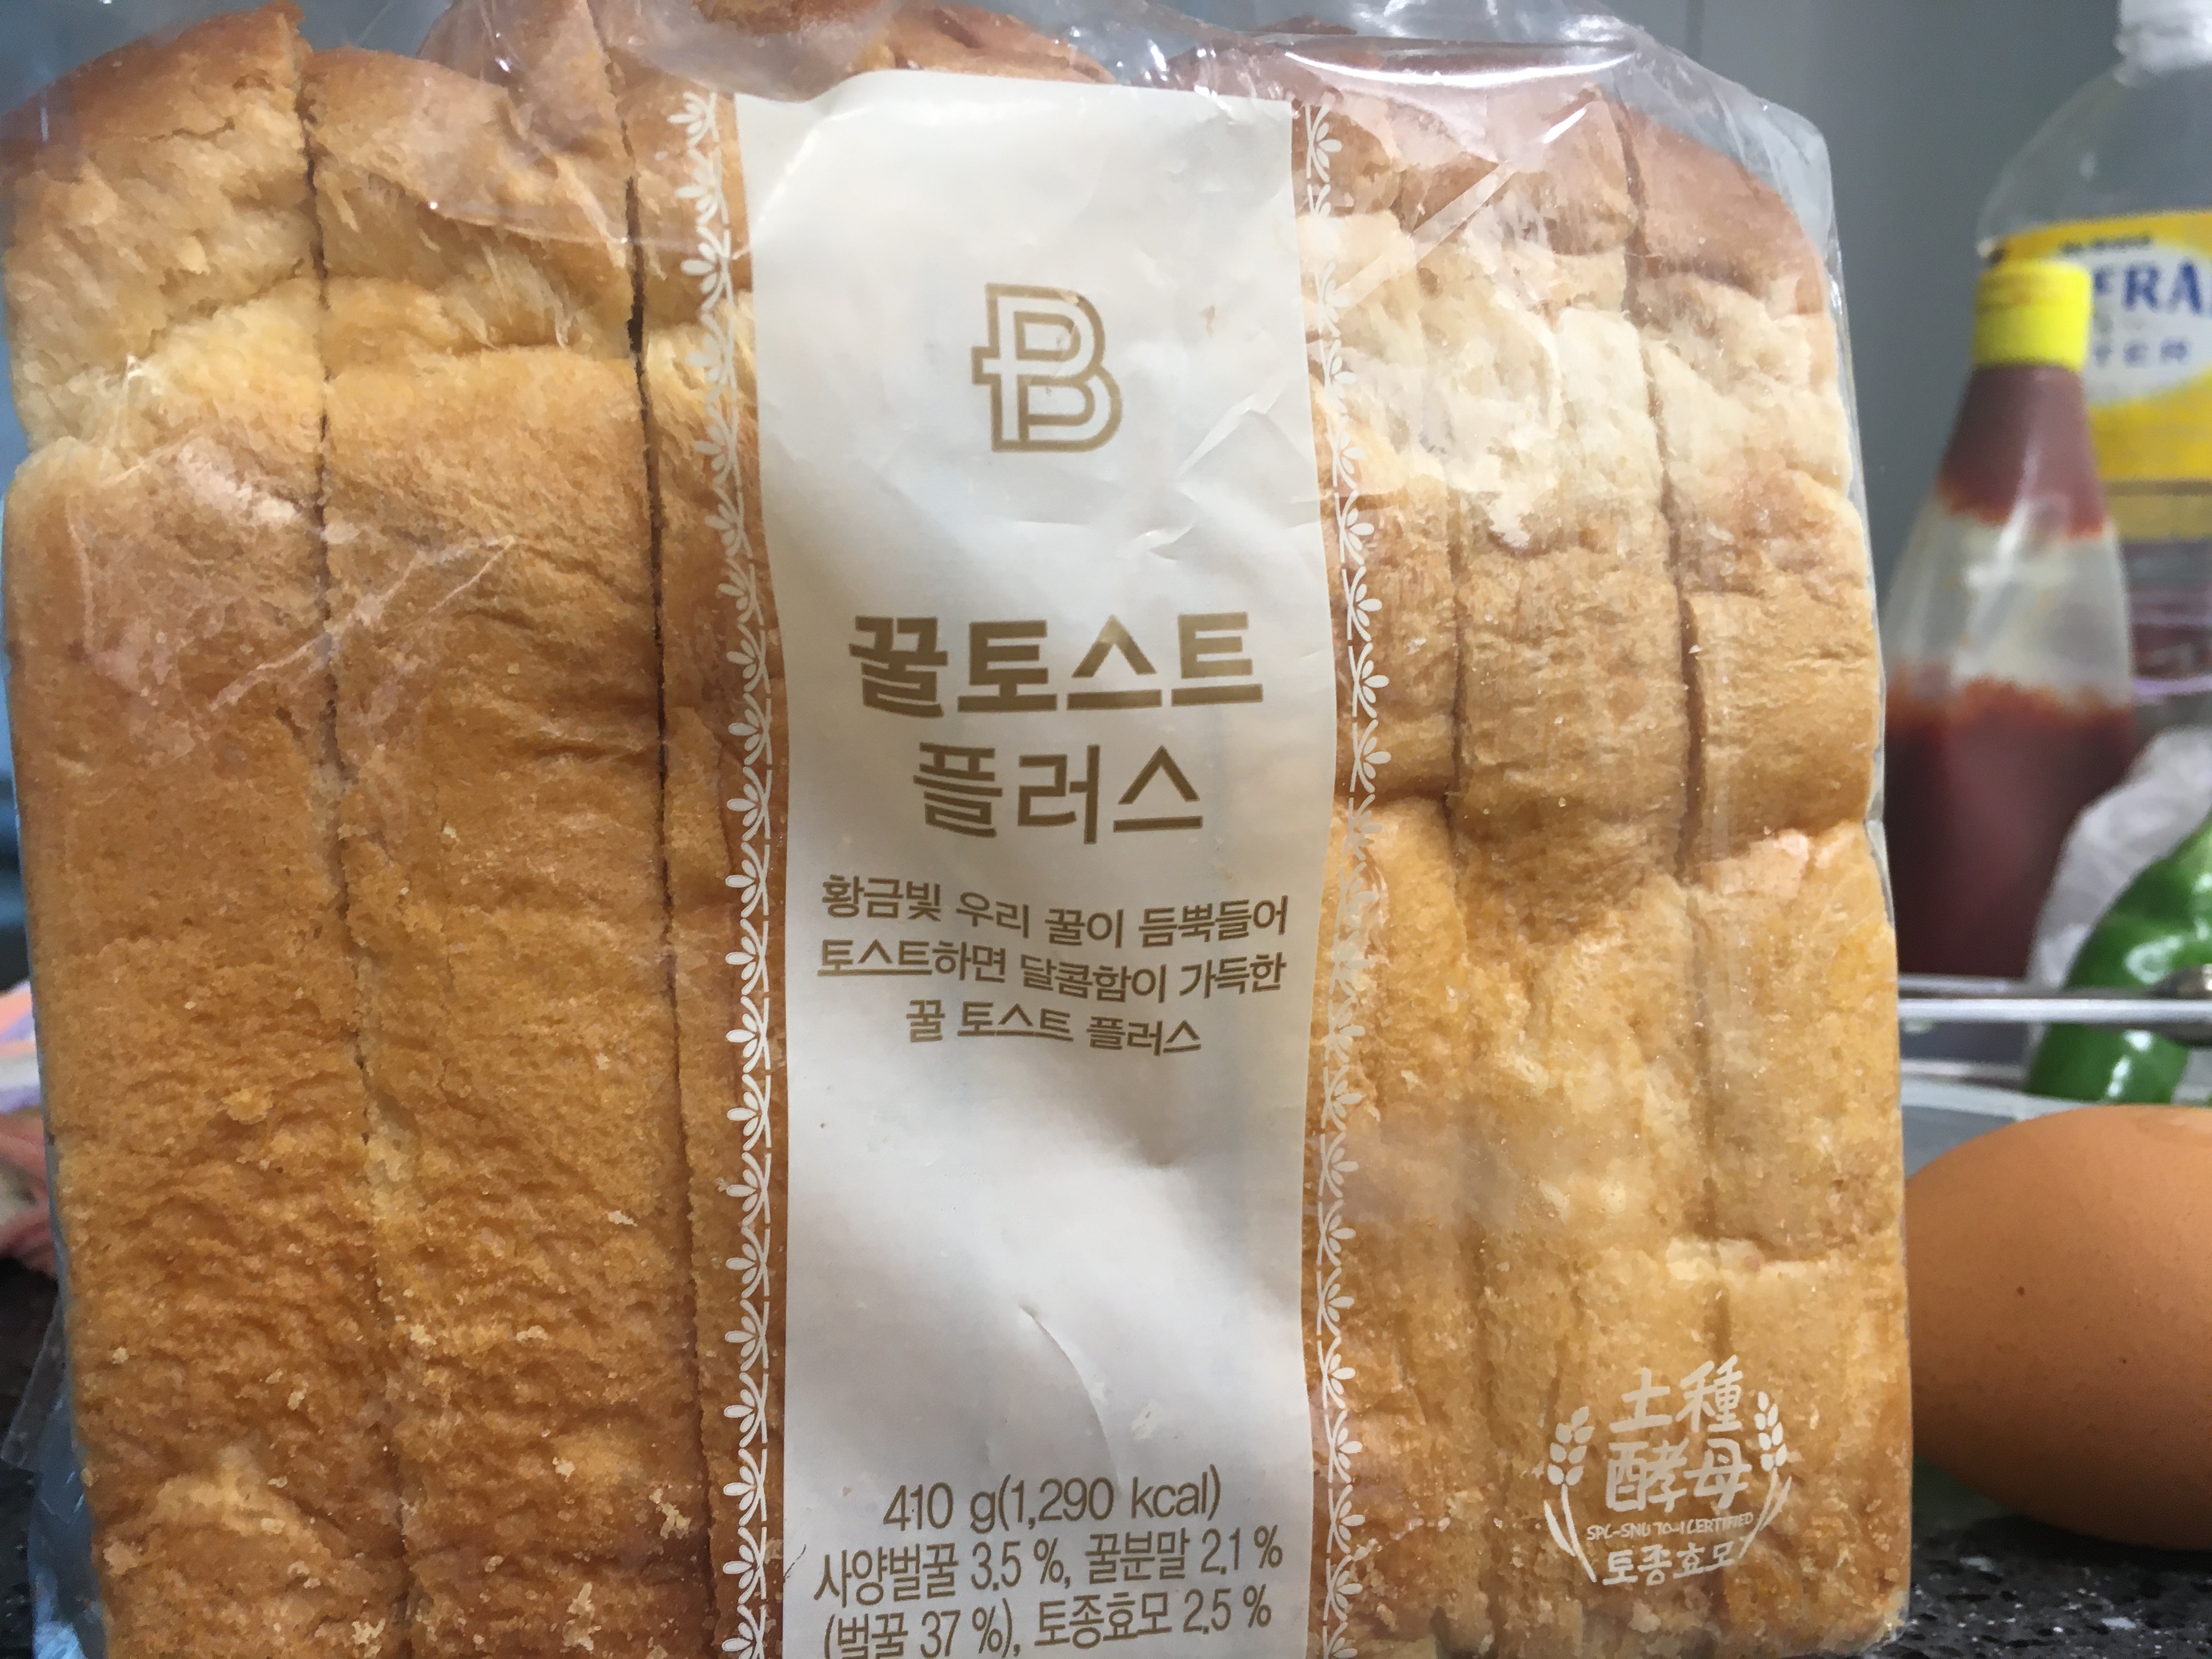 B
꿀토스트
플러스
황금빛 우리 꿀이 듬뿍들어
토스트하면 달콤함이 가득한
꿀 토스트 플러스
410 g(1,290 kcal)
사양벌꿀 3.5 %, 꿀분말 2.1 %
(벌꿀 37 %), 토종효모 2.5 %
土種
酵母
SPL-SNU 70-1 CERTIFIED
토종효모
FRA